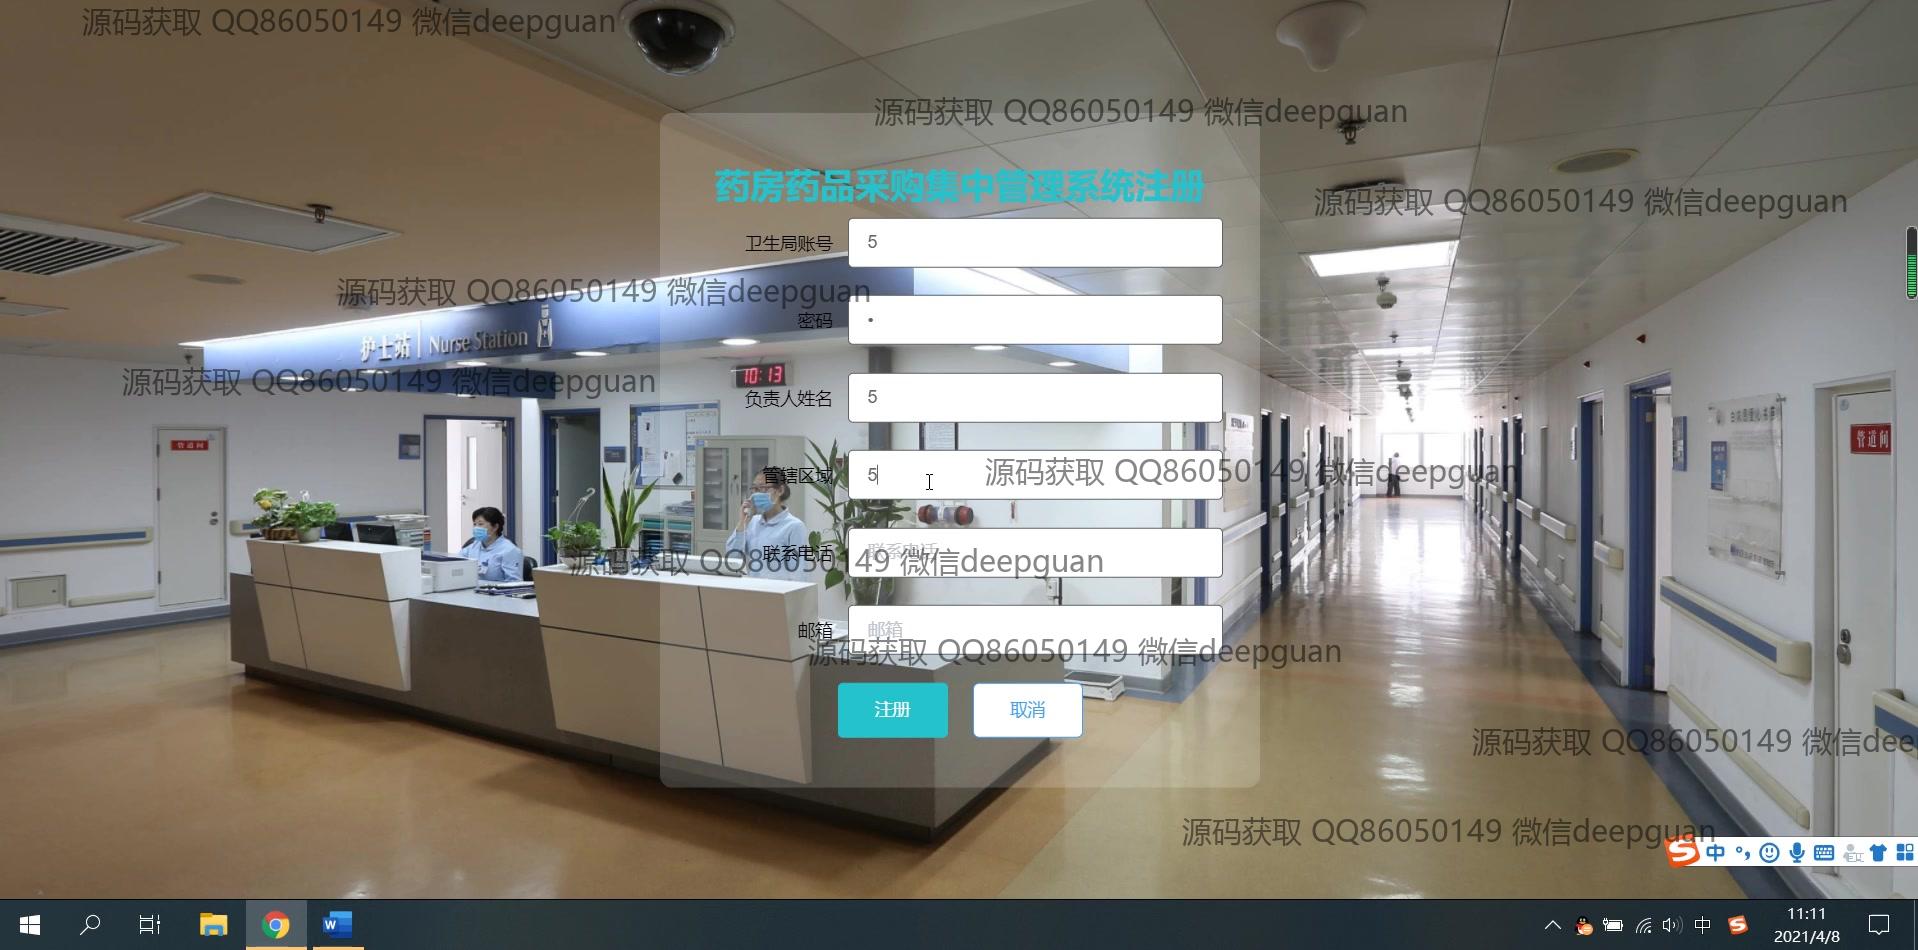 源码获取 QQ86050149 微信deepguan
源码获取 QQ86050149 微信deepguan
药房药品采购集中管理系统注册
源码获取 QQ86050149 微信deepguan
卫生局账号
5
源码获取 QQ86050149 微信deepguan
密码
•
护士站
Nurse Station
10:13
源码获取 QQ86050149 微信deepguan
负责人姓名
5
管道间
管道间
管辖区域
5
源码获取 QQ86050149 微信deepguan
联系电话
联系电话
源码获取 QQ86050149 微信deepguan
邮箱
邮箱
源码获取 QQ86050149 微信deepguan
注册
取消
源码获取 QQ86050149 微信deep
源码获取 QQ86050149 微信deepguan
中
中
11:11
2021/4/8